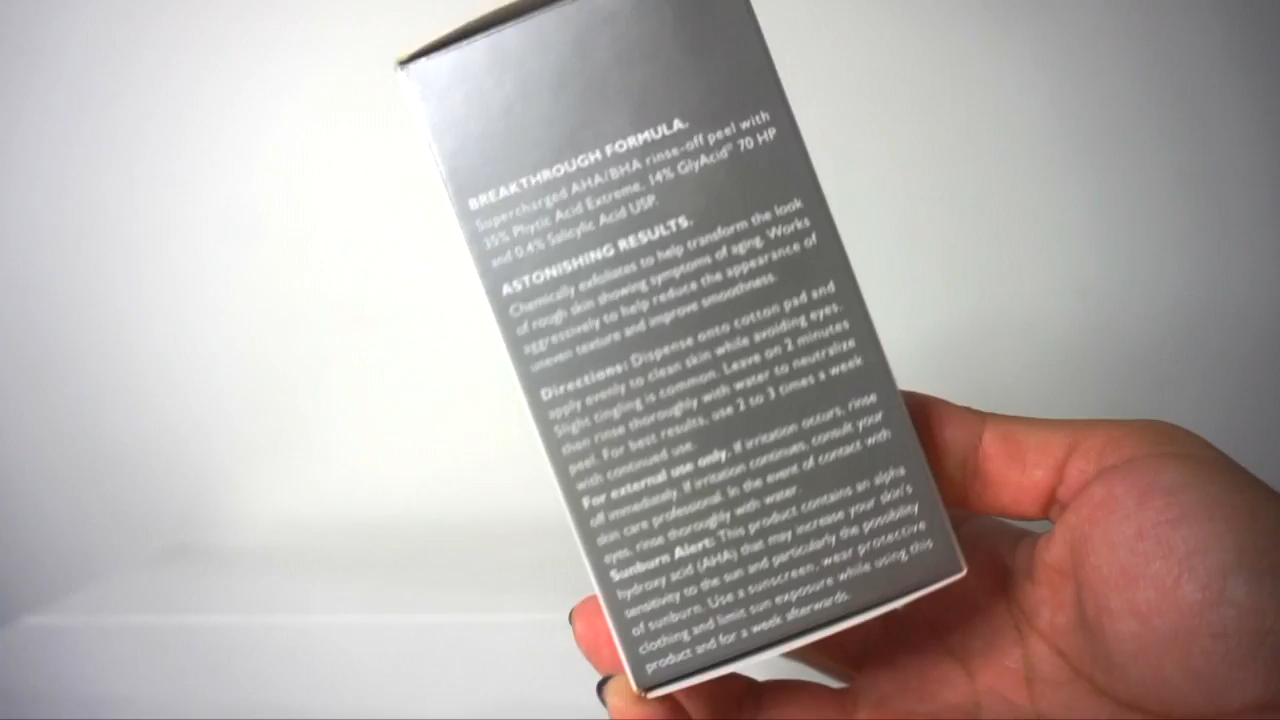 BREAKTHROUGH FORMULA.
Supercharged AHA/BHA rinse-off peel with
35% Phytic Acid Extreme, 14% GlyAcid® 70 HP
and 0.4% Salicylic Acid USP.
ASTONISHING RESULTS.
Chemically exfoliates to help transform the look
of rough skin showing symptoms of aging. Works
aggressively to help reduce the appearance of
uneven texture and improve smoothness.
Directions: Dispense onto cotton pad and
apply evenly to clean skin while avoiding eyes.
Slight tingling is common. Leave on 2 minutes
then rinse thoroughly with water to neutralize
peel. For best results, use 2 to 3 times a week
with continued use.
For external use only. If irritation occurs, rinse
off immediately. If irritation continues, consult your
skin care professional. In the event of contact with
eyes, rinse thoroughly with water.
Sunburn Alert: This product contains an alpha
hydroxy acid (AHA) that may increase your skin's
sensitivity to the sun and particularly the possibility
of sunburn. Use a sunscreen, wear protective
clothing and limit sun exposure while using this
product and for a week afterwards.